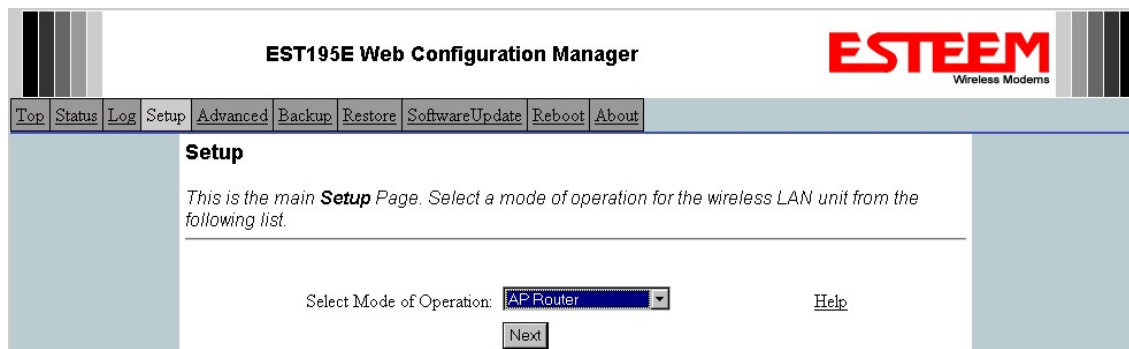 EST195E Web Configuration Manager
ESTEEM
Wireless Modems
Top Status Log Setup Advanced Backup Restore SoftwareUpdate Reboot About
Setup
This is the main Setup Page. Select a mode of operation for the wireless LAN unit from the
following list.
Select Mode of Operation: AP Router Help
Next